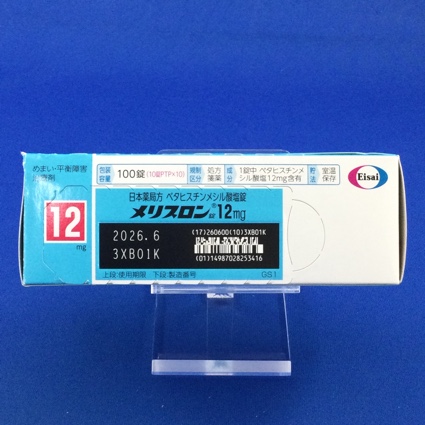 めまい・平衡障害
治療剤
包装容量 100錠(10錠PTP×10) 規制区分 処方箋薬 成分 1錠中 ベタヒスチンメシル酸塩12mg含有 貯法 室温保存
Eisai
日本薬局方 ベタヒスチンメシル酸塩錠
メリスロン®錠12mg
12
mg
2026.6
3XB01K
(17)260600(10)3XB01K
(01)14987028253416
上段:使用期限 下段:製造番号
GS1